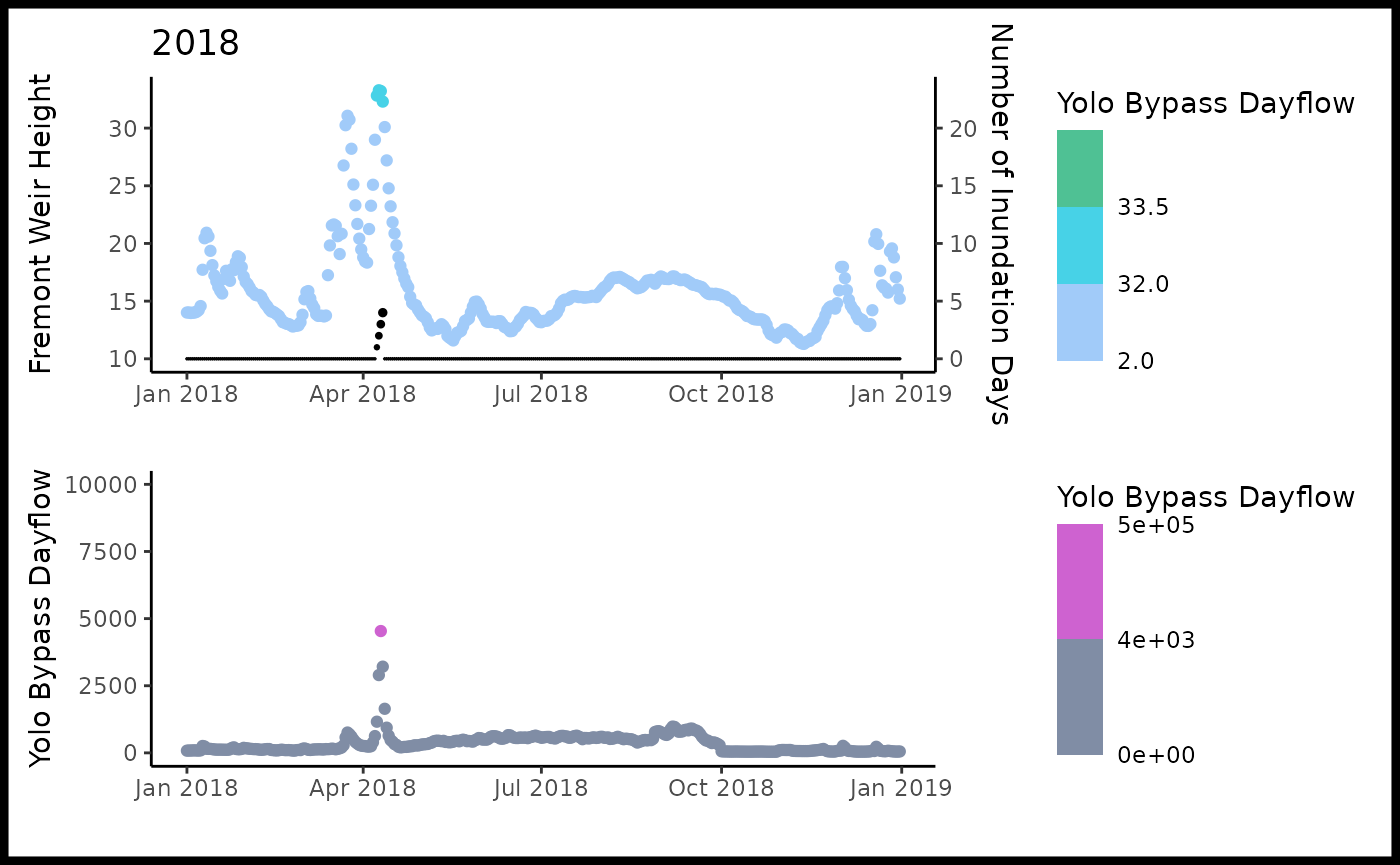 2018
Fremont Weir Height
30
25
20
15
10
20
15
10
5
0
Number of Inundation Days
Jan 2018
Apr 2018
Jul 2018
Oct 2018
Jan 2019
Yolo Bypass Dayflow
33.5
32.0
2.0
Yolo Bypass Dayflow
10000
7500
5000
2500
0
Jan 2018
Apr 2018
Jul 2018
Oct 2018
Jan 2019
Yolo Bypass Dayflow
5e+05
4e+03
0e+00